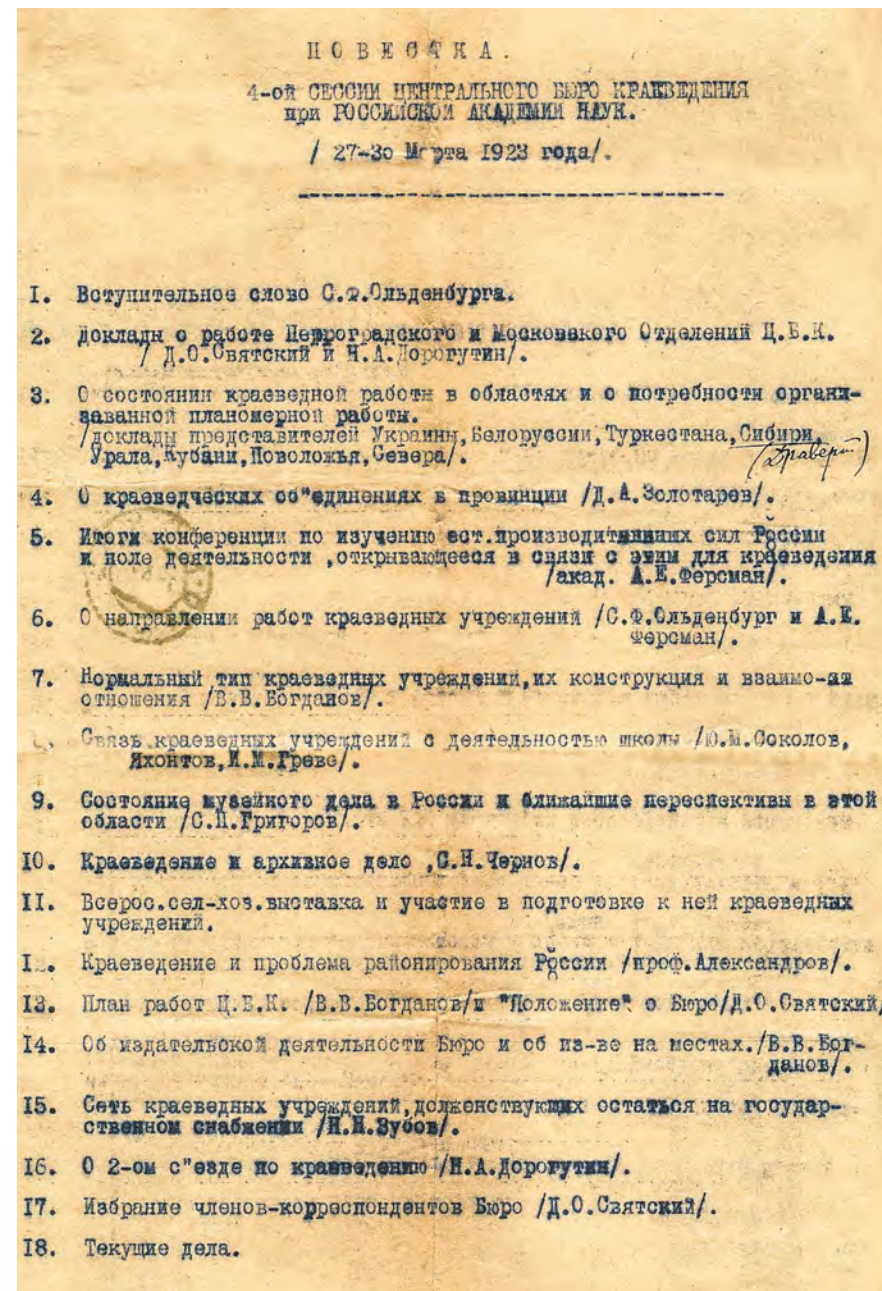 ПОВЕСТКА.
4-ой СЕССИИ ЦЕНТРАЛЬНОГО БЮРО КРАЕВЕДЕНИЯ
при РОССИЙСКОЙ АКАДЕМИИ НАУК.
/ 27-30 Марта 1923 года/.
I. Вступительное слово С.Ф.Ольденбурга.
2. Доклады о работе Петроградского и Московского Отделений Ц.Б.К.
/ Д.О.Святский и Н.А.Дорогутин/.
3. О состоянии краеведной работы в областях и о потребности органи-
заванной планомерной работы.
/доклады представителей Украины, Белоруссии, Туркестана, Сибири,
Урала, Кубани, Поволожья, Севера/. (Драверт)
4. О краеведческих об"единениях в провинции /Д.А.Золотарев/.
5. Итоги конференции по изучению ест.производительных сил России
и поле деятельности ,открывающееся в связи с этим для краеведения
/акад. А.Е.Ферсман/.
6. О направлении работ краеведных учреждений /С.Ф.Ольденбург и А.Е.
Ферсман/.
7. Нормальный тип краеведных учреждений,их конструкция и взаимо-
отношения /В.В.Богданов/.
Связь краеведных учреждений с деятельностью школы /Ю.М.Соколов,
Яхонтов,И.М.Гревс/.
9. Состояние музейного дела в России и ближайшие переспективы в этой
области /С.П.Григоров/.
I0. Краеведение и архивное дело ,С.Н.Чернов/.
II. Всерос.сел-хоз.выставка и участие в подготовке к ней краеведных
учреждений.
I Краеведение и проблема районирования России /проф.Александров/.
I3. План работ Ц.Б.К. /В.В.Богданов/и "Положение" о Бюро/Д.О.Святский/
I4. Об издательской деятельности Бюро и об из-ве на местах./В.В.Бог-
данов/.
I5. Сеть краеведных учреждений,долженствующих остаться на государ-
ственном снабжении /Н.Н.Зубов/.
I6. О 2-ом с"езде по краеведению /Н.А.Дорогутин/.
I7. Избрание членов-корреспондентов Бюро /Д.О.Святский/.
I8. Текущие дела.